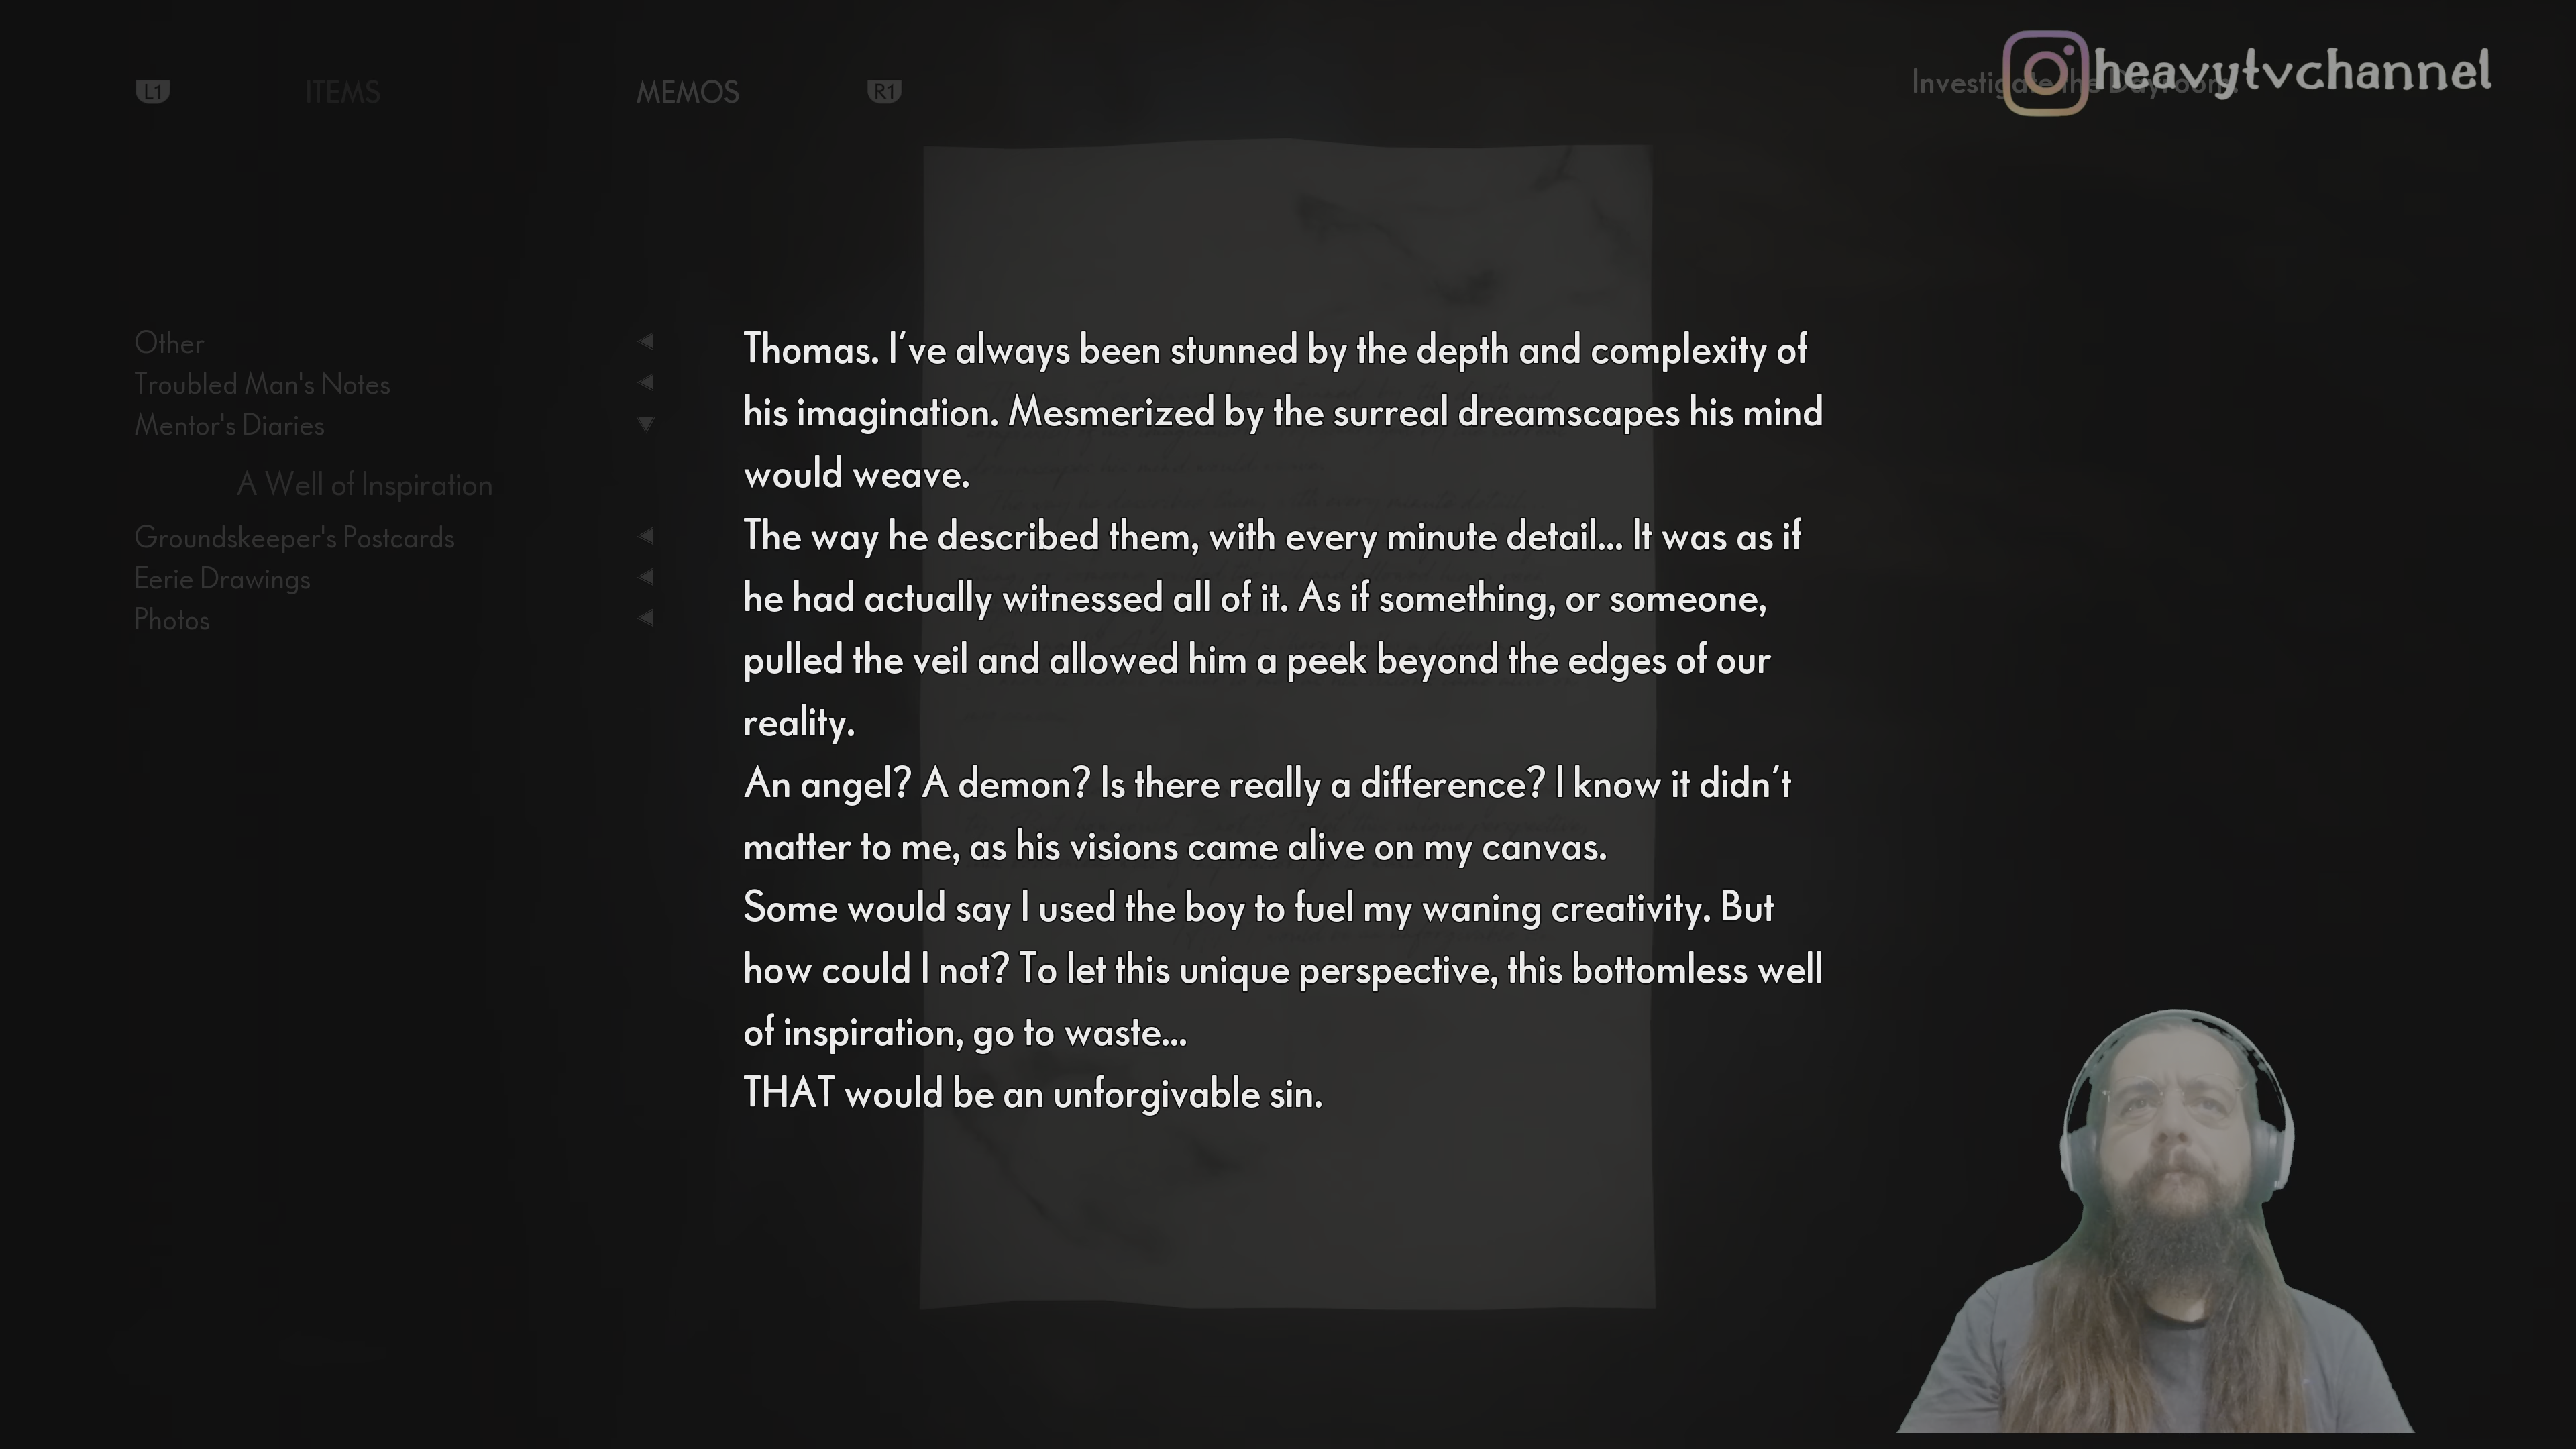 L1 ITEMS MEMOS R1
heavytvchannel
Other
Troubled Man's Notes
Mentor's Diaries
A Well of Inspiration
Groundskeeper's Postcards
Eerie Drawings
Photos
Thomas. I've always been stunned by the depth and complexity of
his imagination. Mesmerized by the surreal dreamscapes his mind
would weave.
The way he described them, with every minute detail... It was as if
he had actually witnessed all of it. As if something, or someone,
pulled the veil and allowed him a peek beyond the edges of our
reality.
An angel? A demon? Is there really a difference? I know it didn't
matter to me, as his visions came alive on my canvas.
Some would say I used the boy to fuel my waning creativity. But
how could I not? To let this unique perspective, this bottomless well
of inspiration, go to waste...
THAT would be an unforgivable sin.